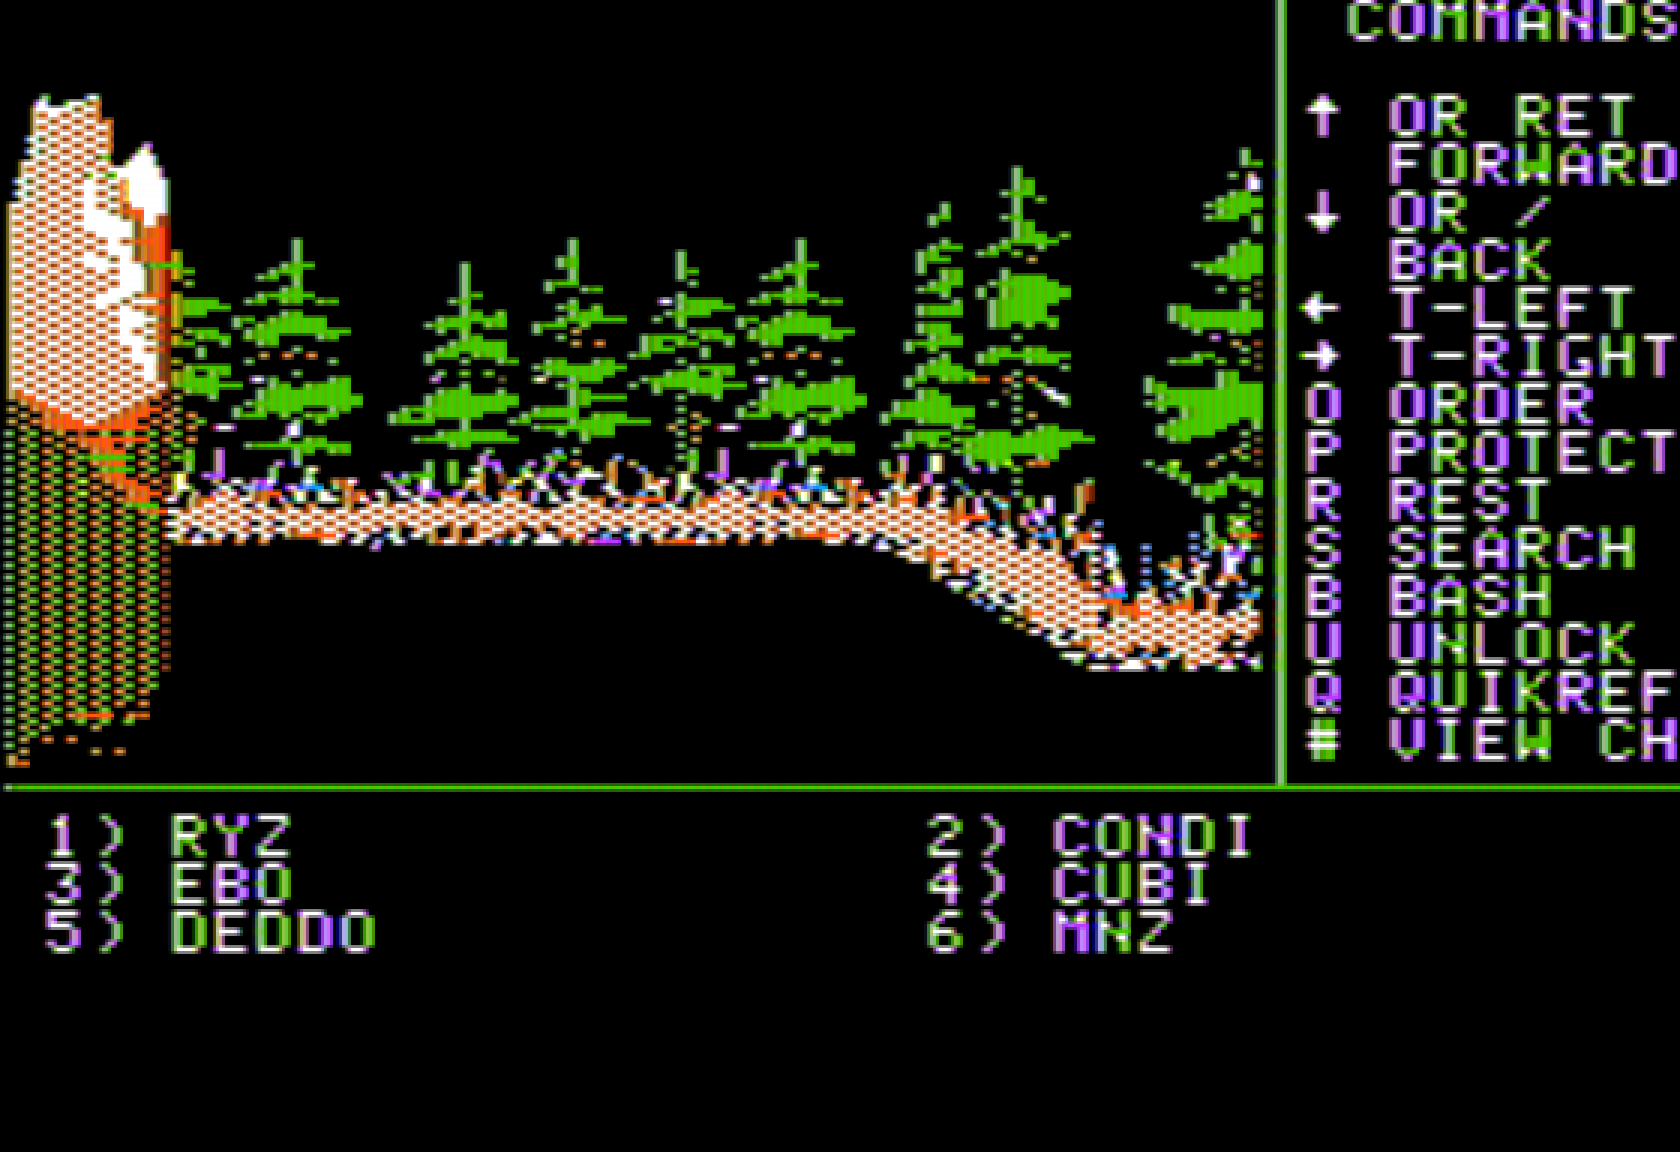 COMMANDS
↑ OR RET
FORWARD
↓ OR /
BACK
← T-LEFT
→ T-RIGHT
O ORDER
P PROTECT
R REST
S SEARCH
B BASH
U UNLOCK
Q QUIKREF
# VIEW CH
1) RYZ 2) CONDI
3) EBO 4) CUBI
5) DEDDO 6) MNZ